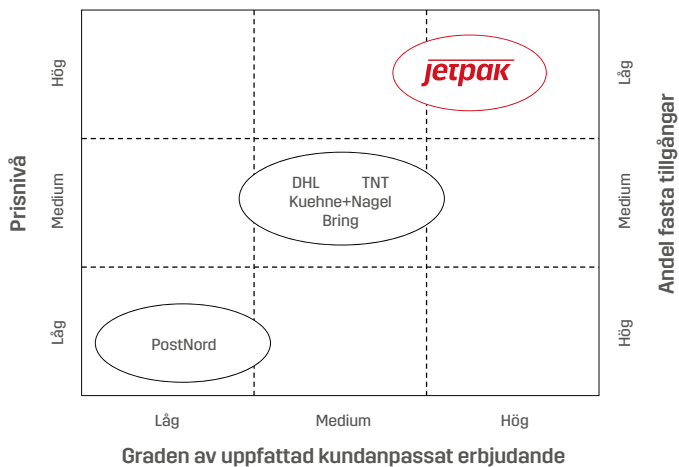 Prisnivå
Hög
Medium
Låg
jetpak
DHL TNT
Kuehne+Nagel
Bring
PostNord
Låg
Medium
Hög
Andel fasta tillgångar
Låg Medium Hög
Graden av uppfattad kundanpassat erbjudande